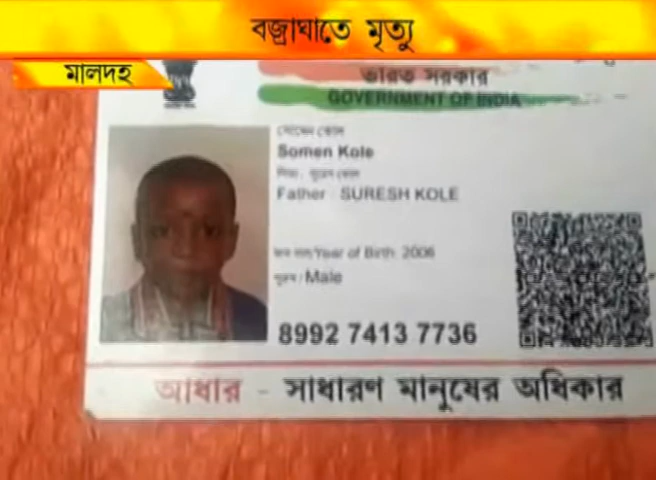 বজ্রাঘাতে মৃত্যু
মালদহ
ভারত সরকার
GOVERNMENT OF INDIA
Somen Kole
Father : SURESH KOLE
/Year of Birth: 2006
পুরুষ / Male
8992 7413 7736
আধার - সাধারণ মানুষের অধিকার